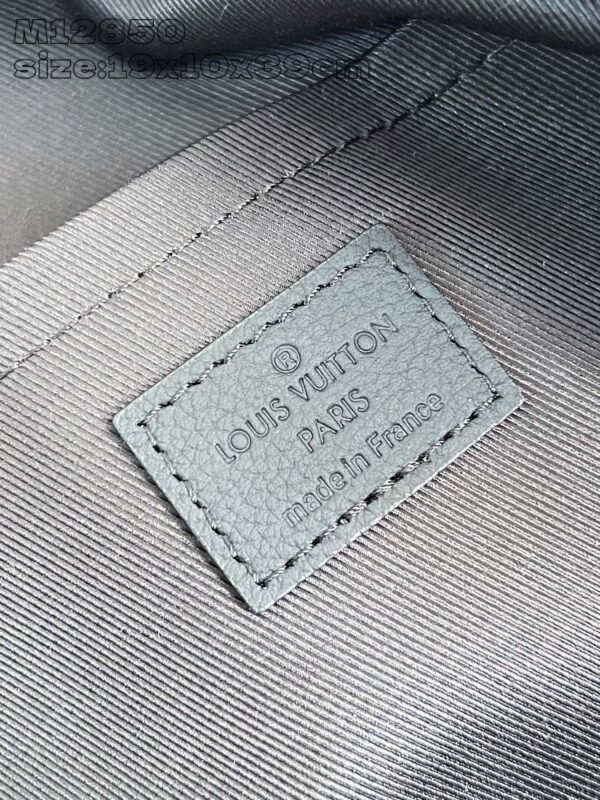 M12850
size:19x10x39cm
®
LOUIS VUITTON
PARIS
made in France